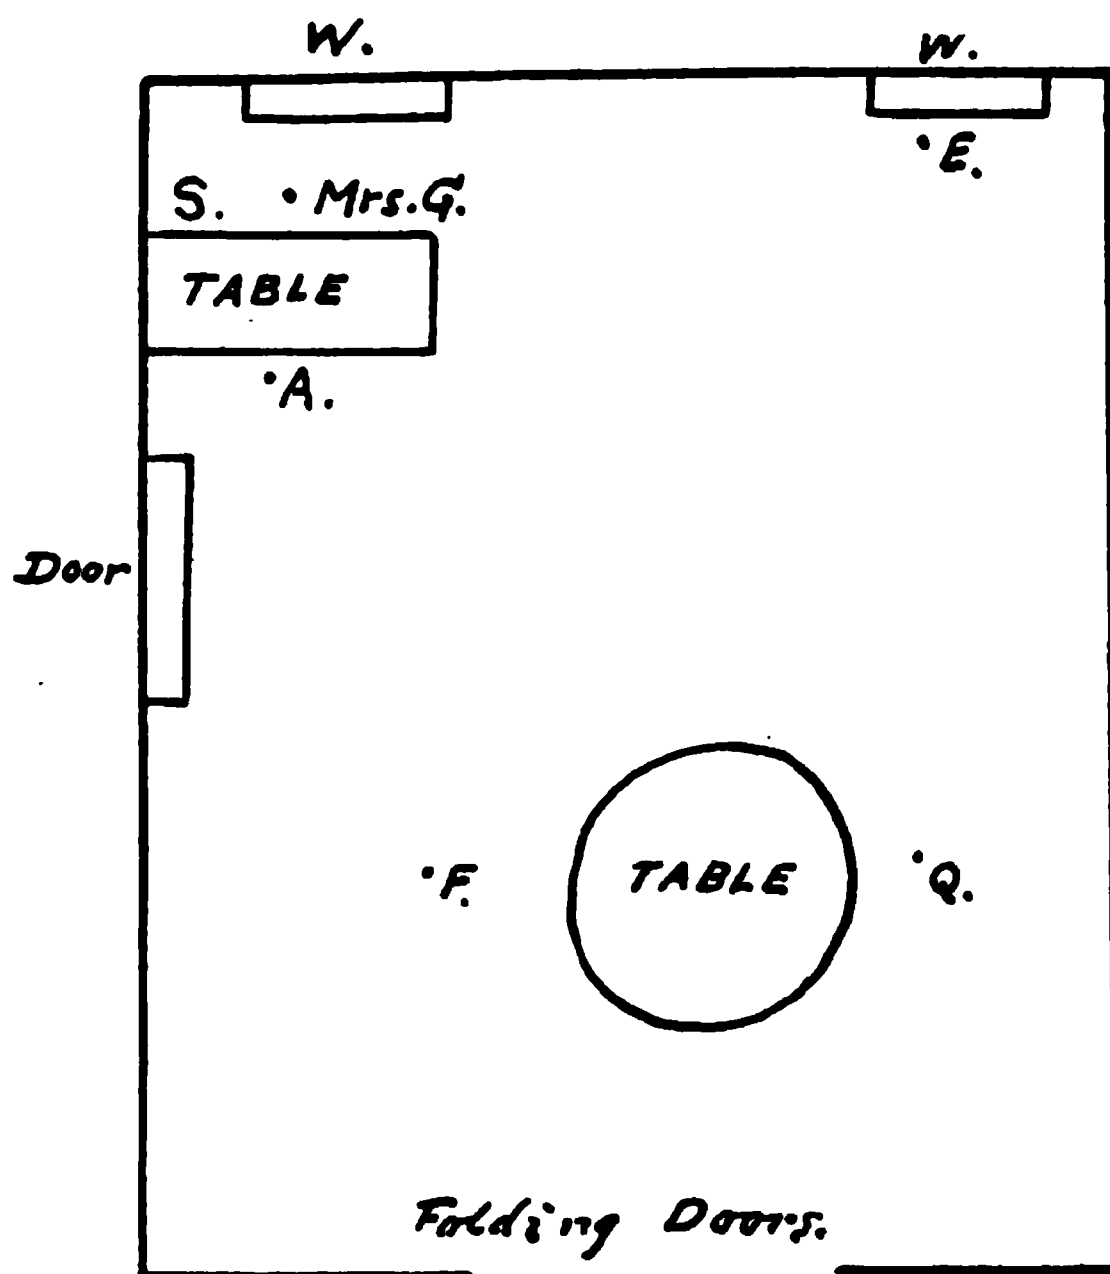 W. W.
E.
S. Mrs. G.
TABLE
A.
Door
F. TABLE Q.
Folding Doors.